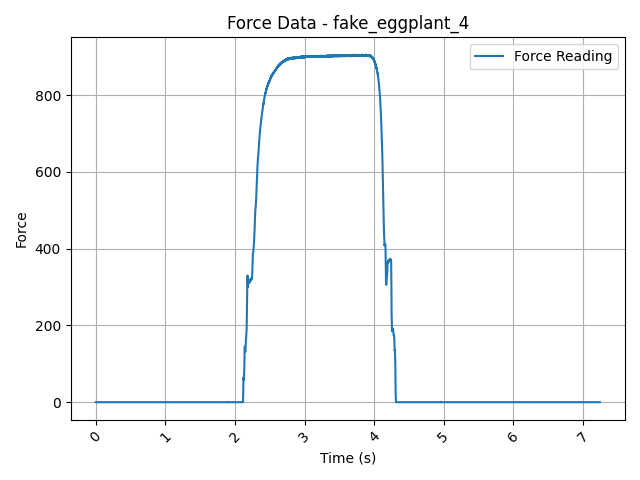 Force Data - fake_eggplant_4
Force Reading
Force
800
600
400
200
0
0 1 2 3 4 5 6 7
Time (s)